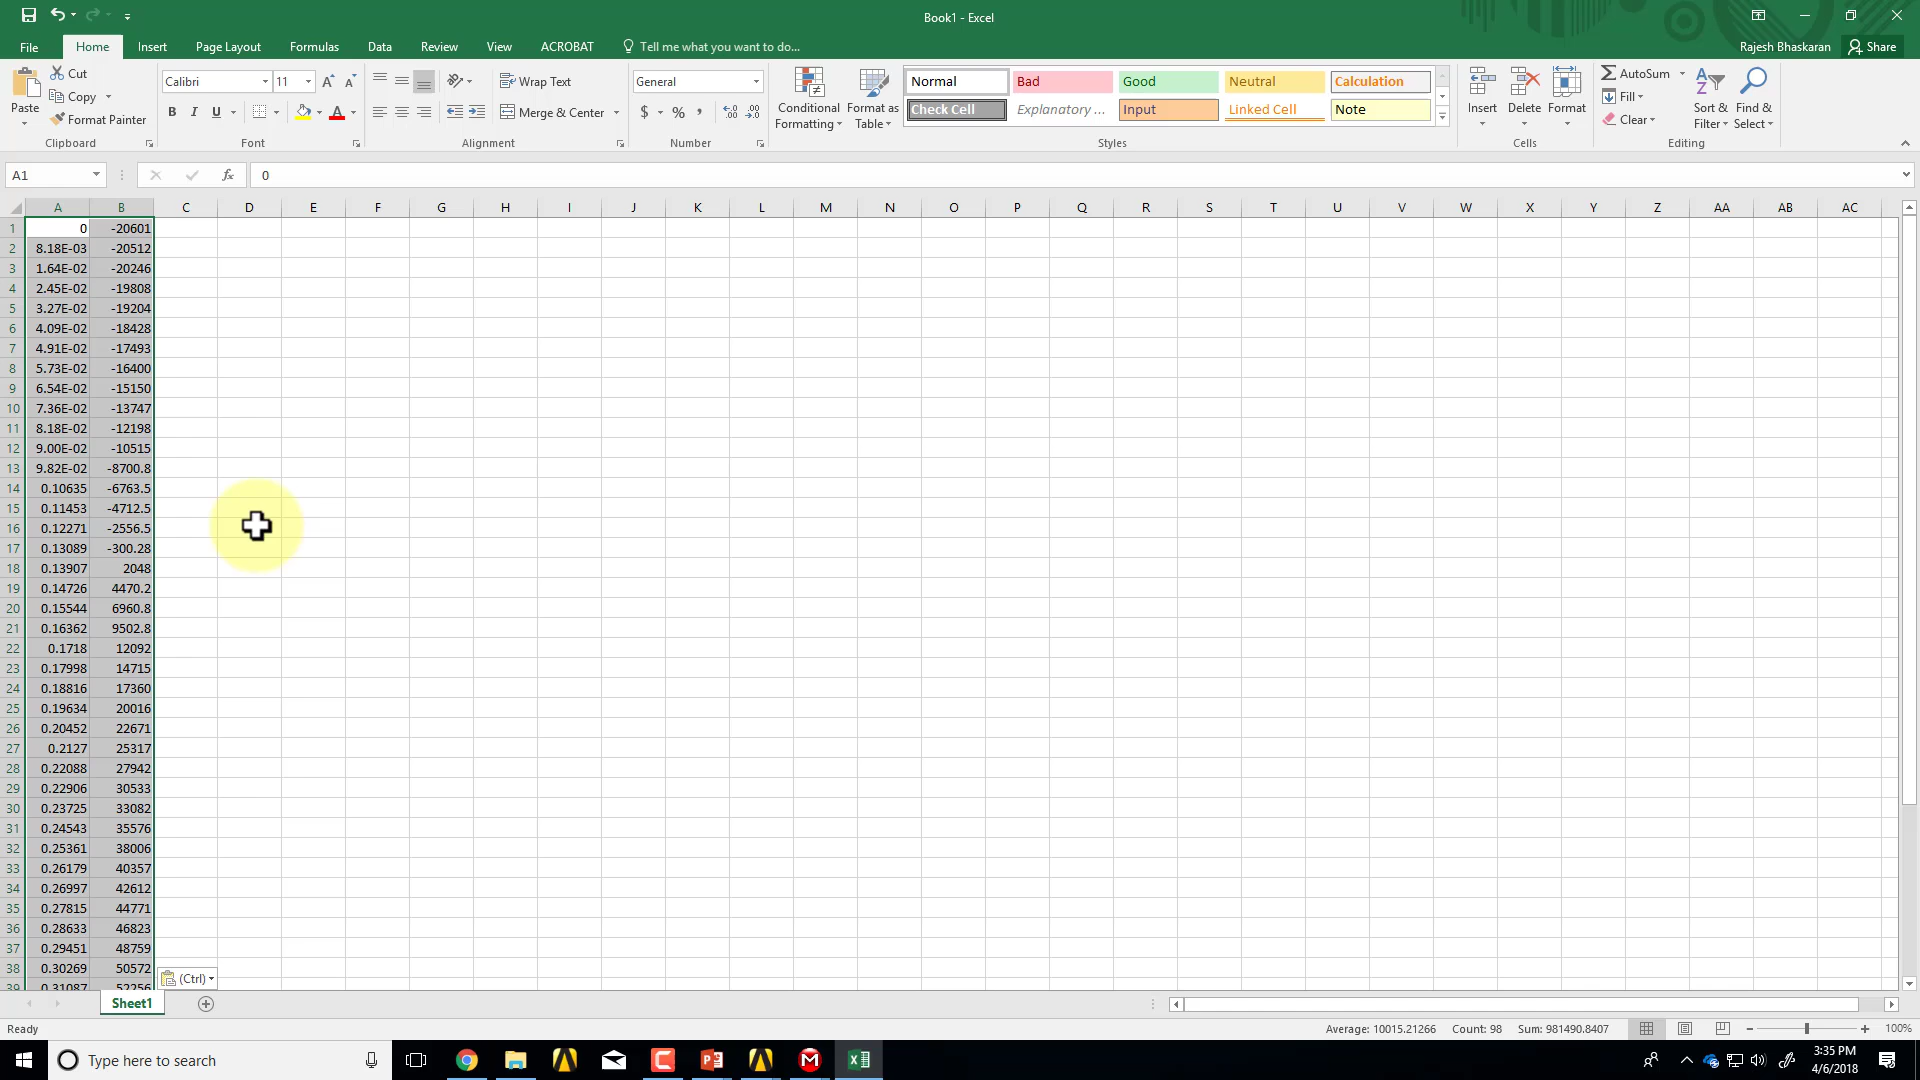 Book1 - Excel
File Home Insert Page Layout Formulas Data Review View ACROBAT Tell me what you want to do... Rajesh Bhaskaran Share
Paste Cut Copy Format Painter Clipboard
Calibri 11 B I U A Font
Wrap Text Merge & Center Alignment
General $ % , Number
Conditional Formatting Format as Table
Normal Bad Good Neutral Calculation
Check Cell Explanatory ... Input Linked Cell Note
Styles
Insert Delete Format Cells
AutoSum Fill Clear Sort & Filter Find & Select Editing
A1 fx 0
A B C D E F G H I J K L M N O P Q R S T U V W X Y Z AA AB AC
1 0 -20601
2 8.18E-03 -20512
3 1.64E-02 -20246
4 2.45E-02 -19808
5 3.27E-02 -19204
6 4.09E-02 -18428
7 4.91E-02 -17493
8 5.73E-02 -16400
9 6.54E-02 -15150
10 7.36E-02 -13747
11 8.18E-02 -12198
12 9.00E-02 -10515
13 9.82E-02 -8700.8
14 0.10635 -6763.5
15 0.11453 -4712.5
16 0.12271 -2556.5
17 0.13089 -300.28
18 0.13907 2048
19 0.14726 4470.2
20 0.15544 6960.8
21 0.16362 9502.8
22 0.1718 12092
23 0.17998 14715
24 0.18816 17360
25 0.19634 20016
26 0.20452 22671
27 0.2127 25317
28 0.22088 27942
29 0.22906 30533
30 0.23725 33082
31 0.24543 35576
32 0.25361 38006
33 0.26179 40357
34 0.26997 42612
35 0.27815 44771
36 0.28633 46823
37 0.29451 48759
38 0.30269 50572
39 0.31087 52256
(Ctrl)
Sheet1
Ready Average: 10015.21266 Count: 98 Sum: 981490.8407 100%
Type here to search
3:35 PM
4/6/2018